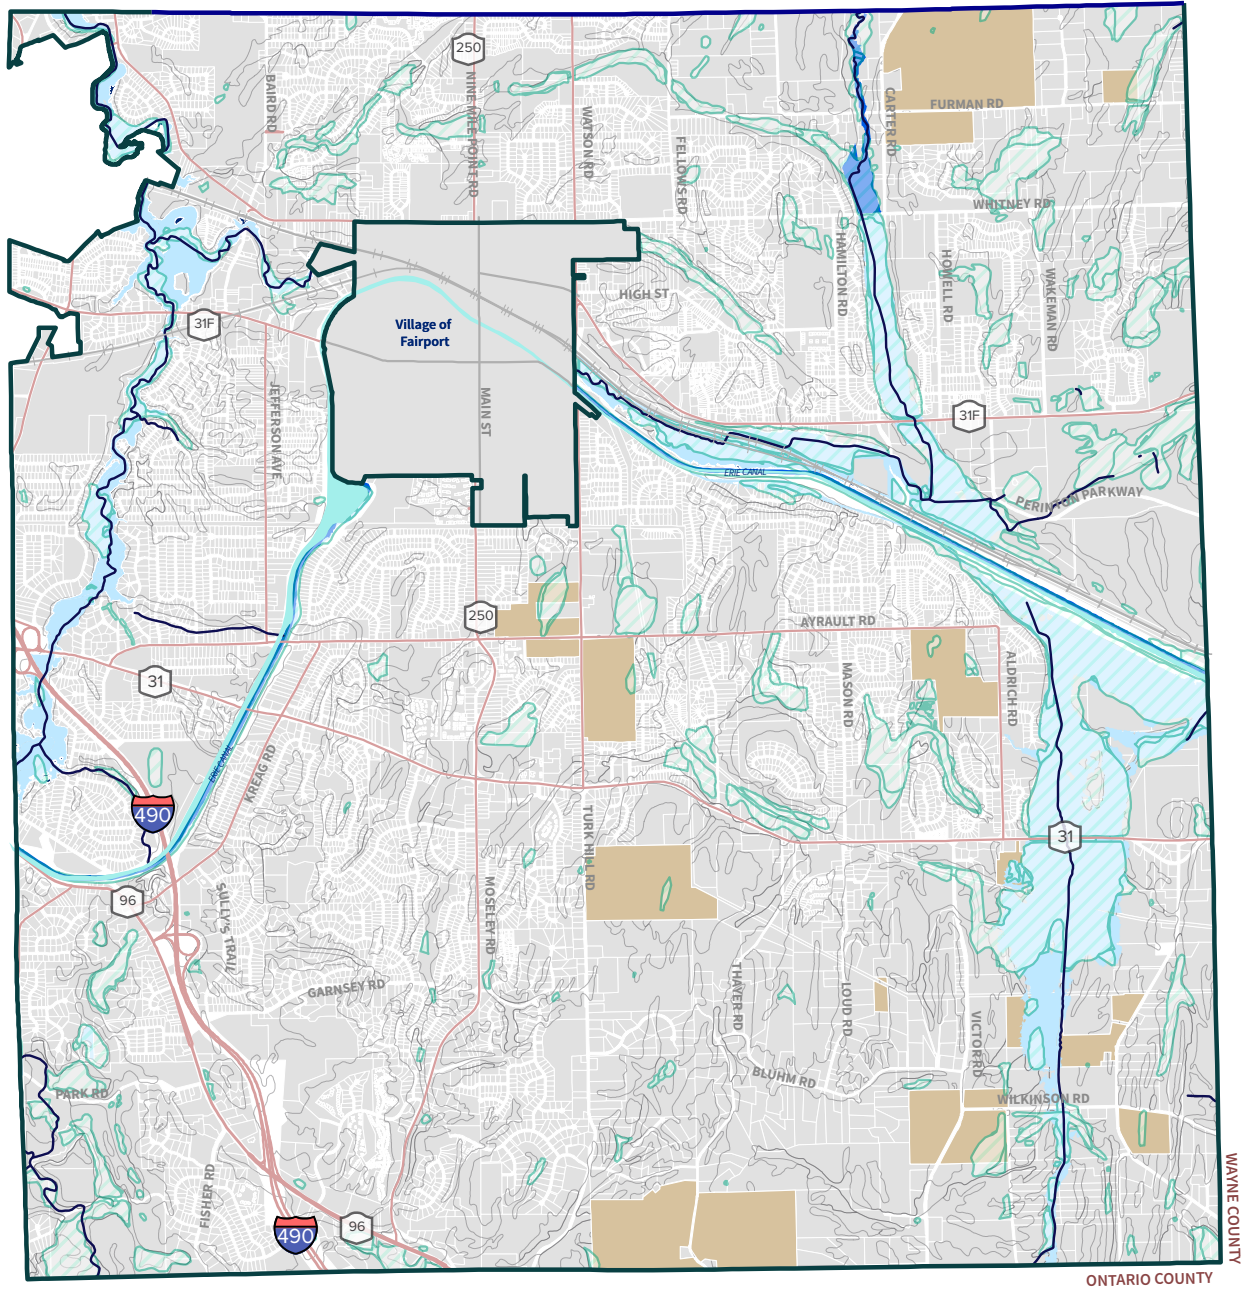 250
BAIRD RD
NINE MILE POINT RD
WATSON RD
FELLOWS RD
CARTER RD
FURMAN RD
WHITNEY RD
HAMILTON RD
HOWELL RD
WAKEMAN RD
HIGH ST
31F
Village of
Fairport
JEFFERSON AVE
MAIN ST
31F
ERIE CANAL
PERINTON PARKWAY
250
AYRAULT RD
31
MASON RD
ALDRICH RD
ERIE CANAL
KREAG RD
490
TURK HILL RD
31
96
SULLY'S TRAIL
MOSELEY RD
GARNSEY RD
THAYER RD
LOUD RD
VICTOR RD
BLUHM RD
PARK RD
WILKINSON RD
FISHER RD
490
96
WAYNE COUNTY
ONTARIO COUNTY